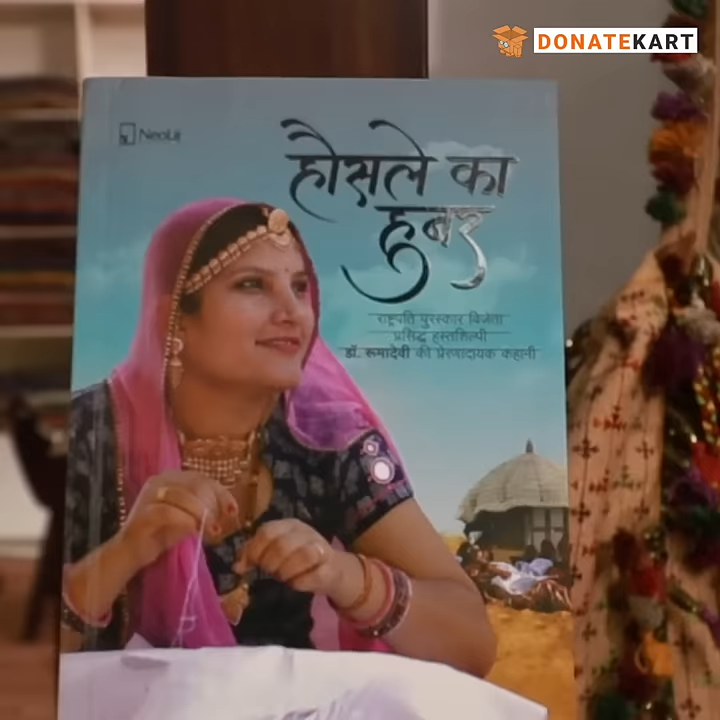 DONATEKART
NeoLit
हौसले का
हुनर
राष्ट्रपति पुरस्कार विजेता
प्रसिद्ध हस्तशिल्पी
डॉ. रूमादेवी की प्रेरणादायक कहानी